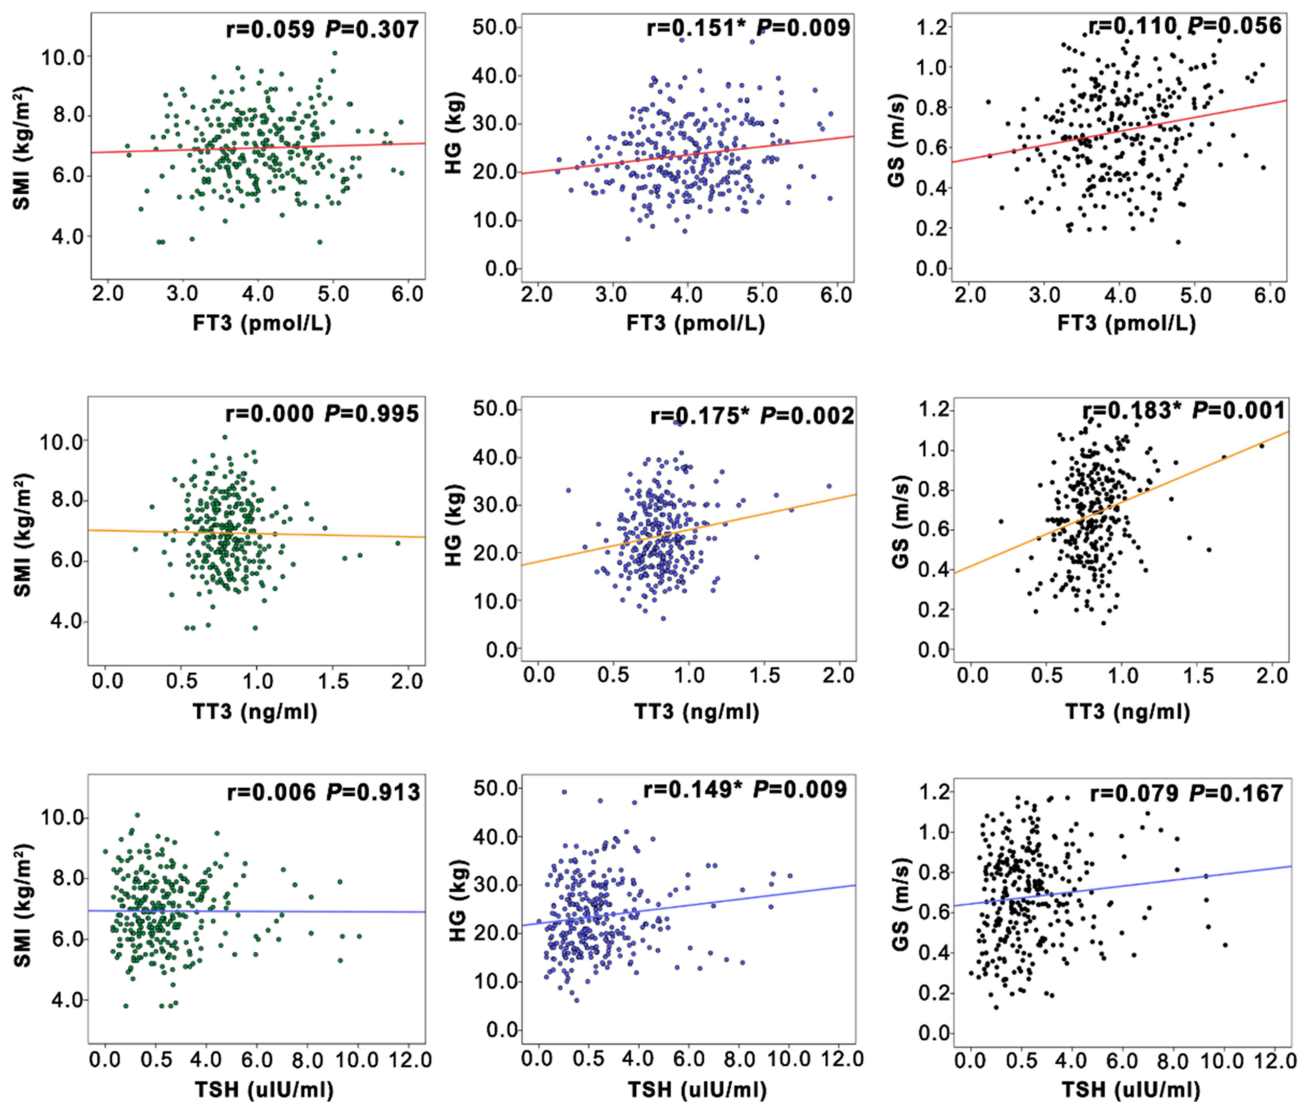 r=0.059 P=0.307
SMI (kg/m²)
10.0
8.0
6.0
4.0
2.0 3.0 4.0 5.0 6.0
FT3 (pmol/L)
r=0.151* P=0.009
HG (kg)
50.0
40.0
30.0
20.0
10.0
0.0
2.0 3.0 4.0 5.0 6.0
FT3 (pmol/L)
r=0.110 P=0.056
GS (m/s)
1.2
1.0
0.8
0.6
0.4
0.2
0.0
2.0 3.0 4.0 5.0 6.0
FT3 (pmol/L)
r=0.000 P=0.995
SMI (kg/m²)
10.0
8.0
6.0
4.0
0.0 0.5 1.0 1.5 2.0
TT3 (ng/ml)
r=0.175* P=0.002
HG (kg)
50.0
40.0
30.0
20.0
10.0
0.0
0.0 0.5 1.0 1.5 2.0
TT3 (ng/ml)
r=0.183* P=0.001
GS (m/s)
1.2
1.0
0.8
0.6
0.4
0.2
0.0
0.0 0.5 1.0 1.5 2.0
TT3 (ng/ml)
r=0.006 P=0.913
SMI (kg/m²)
10.0
8.0
6.0
4.0
0.0 0.5 4.0 6.0 8.0 10.0 12.0
TSH (uIU/ml)
r=0.149* P=0.009
HG (kg)
50.0
40.0
30.0
20.0
10.0
0.0
0.0 0.5 4.0 6.0 8.0 10.0 12.0
TSH (uIU/ml)
r=0.079 P=0.167
GS (m/s)
1.2
1.0
0.8
0.6
0.4
0.2
0.0
0.0 0.5 4.0 6.0 8.0 10.0 12.0
TSH (uIU/ml)